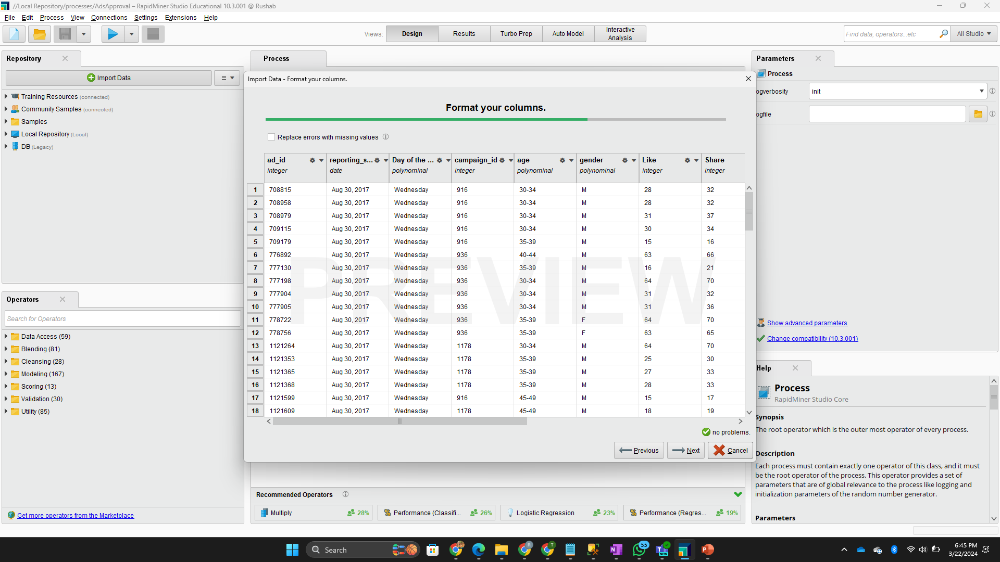 //Local Repository/processes/AdsApproval – RapidMiner Studio Educational 10.3.001 @ Rushab
File Edit Process View Connections Settings Extensions Help
Views: Design Results Turbo Prep Auto Model Interactive Analysis
Find data, operators...etc All Studio
Repository
Import Data
Training Resources (connected)
Community Samples (connected)
Samples
Local Repository (Local)
DB (Legacy)
Operators
Search for Operators
Data Access (59)
Blending (81)
Cleansing (28)
Modeling (167)
Scoring (13)
Validation (30)
Utility (85)
Get more operators from the Marketplace
Process
Import Data - Format your columns.
Format your columns.
Replace errors with missing values
ad_id reporting_s... Day of the ... campaign_id age gender Like Share
integer date polynominal integer polynominal polynominal integer integer
1 708815 Aug 30, 2017 Wednesday 916 30-34 M 28 32
2 708958 Aug 30, 2017 Wednesday 916 30-34 M 28 32
3 708979 Aug 30, 2017 Wednesday 916 30-34 M 31 37
4 709115 Aug 30, 2017 Wednesday 916 30-34 M 30 34
5 709179 Aug 30, 2017 Wednesday 916 35-39 M 15 16
6 776892 Aug 30, 2017 Wednesday 936 40-44 M 63 66
7 777130 Aug 30, 2017 Wednesday 936 35-39 M 16 21
8 777198 Aug 30, 2017 Wednesday 936 30-34 M 64 70
9 777904 Aug 30, 2017 Wednesday 936 30-34 M 31 32
10 777905 Aug 30, 2017 Wednesday 936 30-34 M 31 36
11 778722 Aug 30, 2017 Wednesday 936 35-39 F 64 70
12 778756 Aug 30, 2017 Wednesday 936 35-39 F 63 65
13 1121264 Aug 30, 2017 Wednesday 1178 30-34 M 64 70
14 1121353 Aug 30, 2017 Wednesday 1178 35-39 M 25 30
15 1121365 Aug 30, 2017 Wednesday 1178 35-39 M 27 33
16 1121368 Aug 30, 2017 Wednesday 1178 35-39 M 28 33
17 1121599 Aug 30, 2017 Wednesday 916 45-49 M 15 17
18 1121609 Aug 30, 2017 Wednesday 1178 45-49 M 18 19
PREVIEW
no problems.
Previous Next Cancel
Recommended Operators
Multiply 28% Performance (Classifi... 26% Logistic Regression 23% Performance (Regres... 19%
Parameters
Process
ogverbosity init
ogfile
Show advanced parameters
Change compatibility (10.3.001)
Help
Process
RapidMiner Studio Core
Synopsis
The root operator which is the outer most operator of every process.
Description
Each process must contain exactly one operator of this class, and it must
be the root operator of the process. This operator provides a set of
parameters that are of global relevance to the process like logging and
initialization parameters of the random number generator.
Parameters
Search
R
T
55
NEW
6:45 PM
3/22/2024